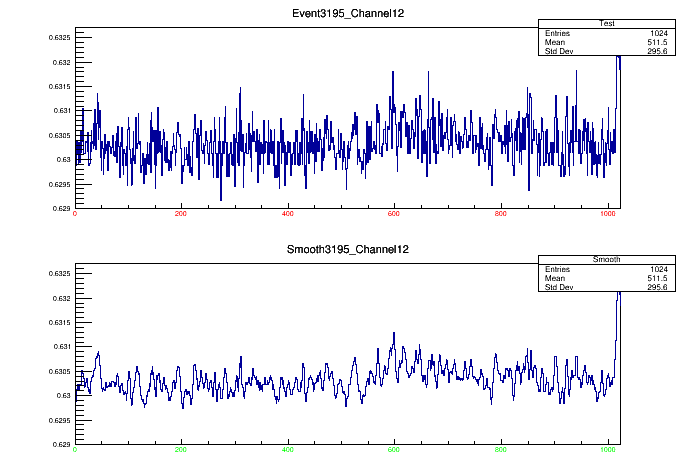 Event3195_Channel12
Test
Entries 1024
Mean 511.5
Std Dev 295.6
0.6325
0.632
0.6315
0.631
0.6305
0.63
0.6295
0.629
0 200 400 600 800 1000
Smooth3195_Channel12
Smooth
Entries 1024
Mean 511.5
Std Dev 295.6
0.6325
0.632
0.6315
0.631
0.6305
0.63
0.6295
0.629
0 200 400 600 800 1000